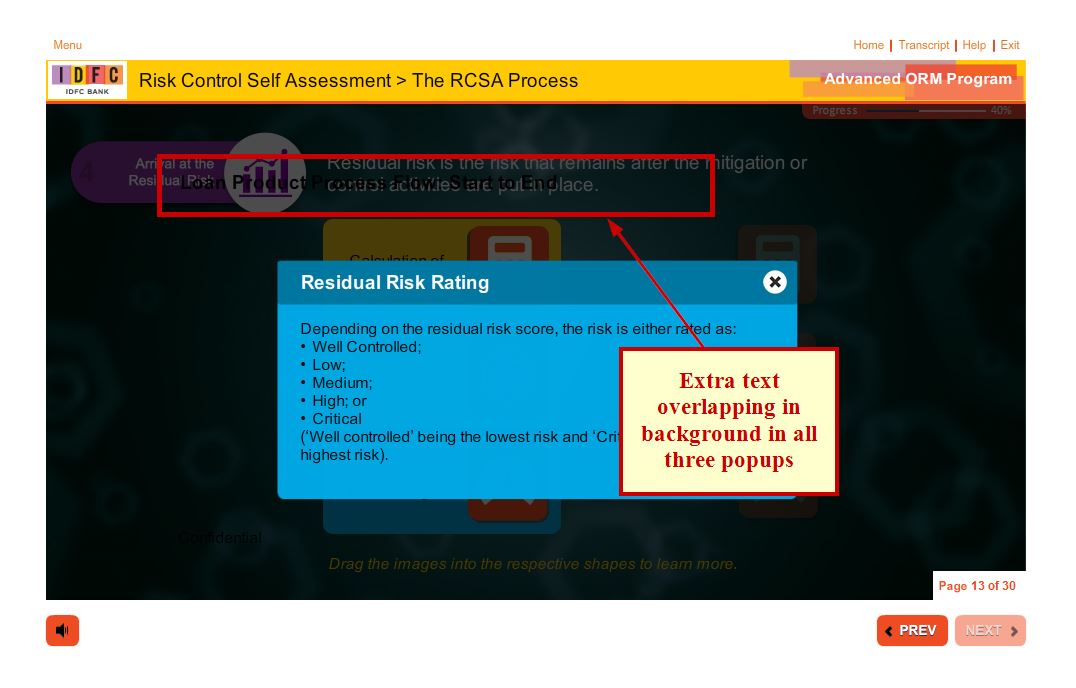 Menu
Home | Transcript | Help | Exit
IDFC
IDFC BANK
Risk Control Self Assessment > The RCSA Process
Advanced ORM Program
Progress 40%
4
Arrival at the
Residual Risk
Residual risk is the risk that remains after the mitigation or
control activities are put in place.
Loan Product Process Flow: Start to End
Calculation of
Residual Risk Rating
Depending on the residual risk score, the risk is either rated as:
• Well Controlled;
• Low;
• Medium;
• High; or
• Critical
(‘Well controlled’ being the lowest risk and ‘Crit
highest risk).
Extra text
overlapping in
background in all
three popups
Confidential
Drag the images into the respective shapes to learn more.
Page 13 of 30
PREV
NEXT